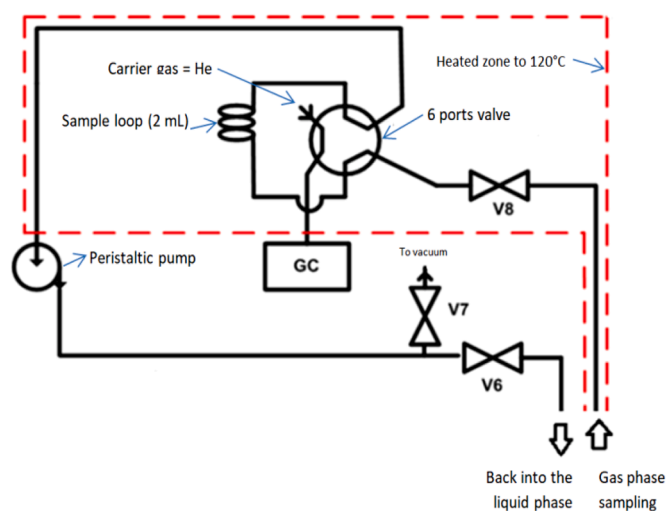 Carrier gas = He
Heated zone to 120°C
Sample loop (2 mL)
6 ports valve
V8
Peristaltic pump
To vacuum
GC
V7
V6
Back into the
liquid phase
Gas phase
sampling